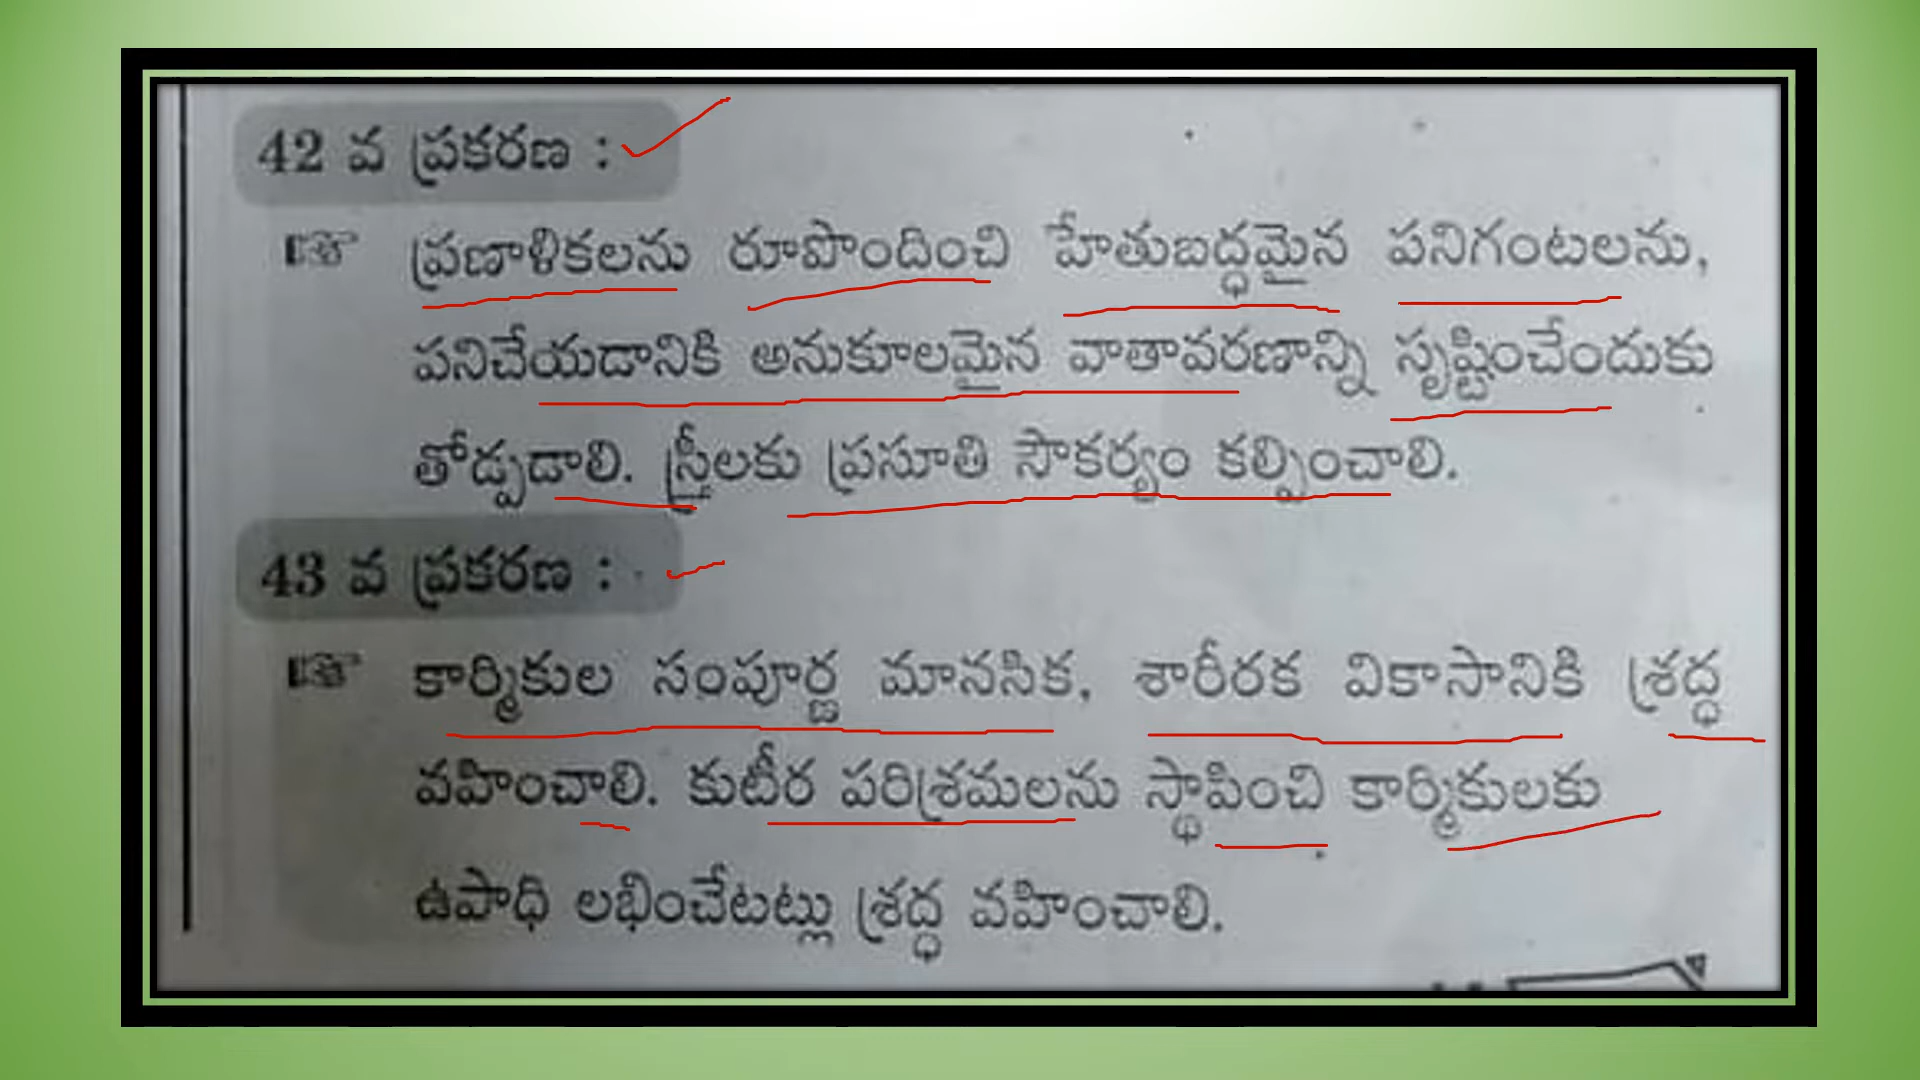 42 వ ప్రకరణ :
ప్రణాళికలను రూపొందించి హేతుబద్ధమైన పనిగంటలను,
పనిచేయడానికి అనుకూలమైన వాతావరణాన్ని సృష్టించేందుకు
తోడ్పడాలి. స్త్రీలకు ప్రసూతి సౌకర్యం కల్పించాలి.
43 వ ప్రకరణ :
కార్మికుల సంపూర్ణ మానసిక, శారీరక వికాసానికి శ్రద్ధ
వహించాలి. కుటీర పరిశ్రమలను స్థాపించి కార్మికులకు
ఉపాధి లభించేటట్లు శ్రద్ధ వహించాలి.